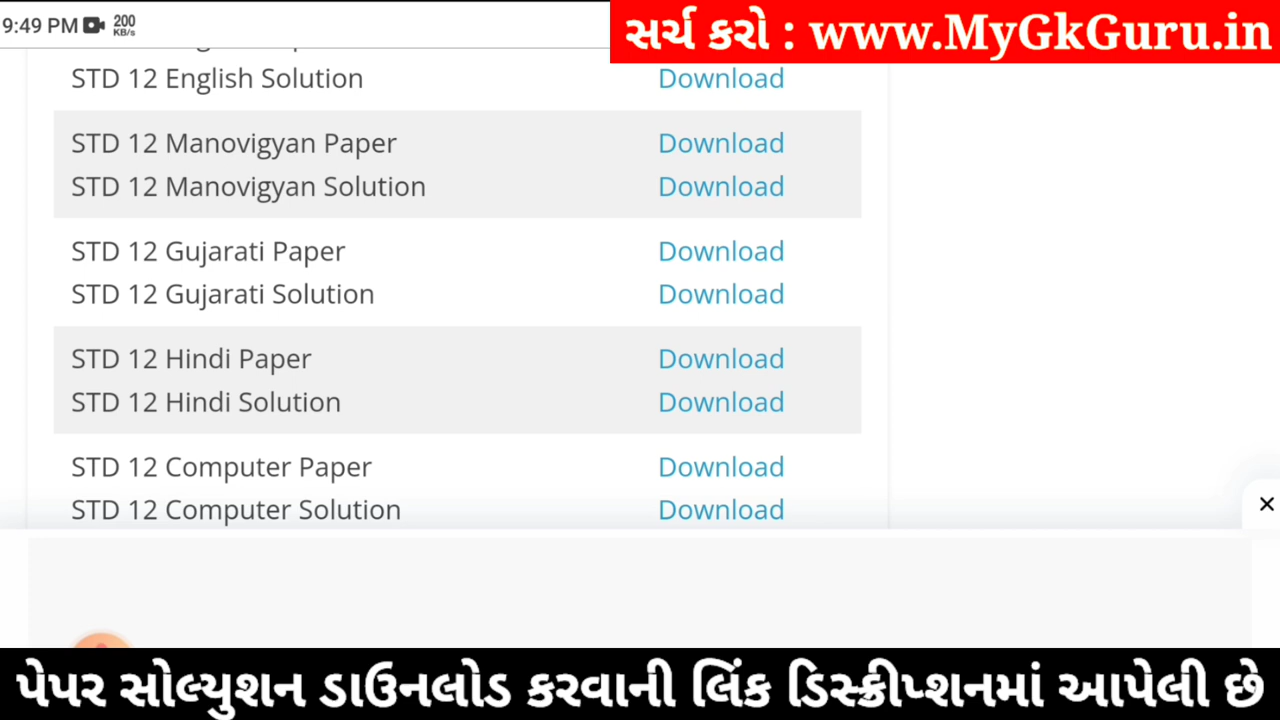 9:49 PM 200 KB/s
સર્ચ કરો : www.MyGkGuru.in
STD 12 English Solution Download
STD 12 Manovigyan Paper Download
STD 12 Manovigyan Solution Download
STD 12 Gujarati Paper Download
STD 12 Gujarati Solution Download
STD 12 Hindi Paper Download
STD 12 Hindi Solution Download
STD 12 Computer Paper Download
STD 12 Computer Solution Download
પેપર સોલ્યુશન ડાઉનલોડ કરવાની લિંક ડિસ્ક્રીપ્શનમાં આપેલી છે